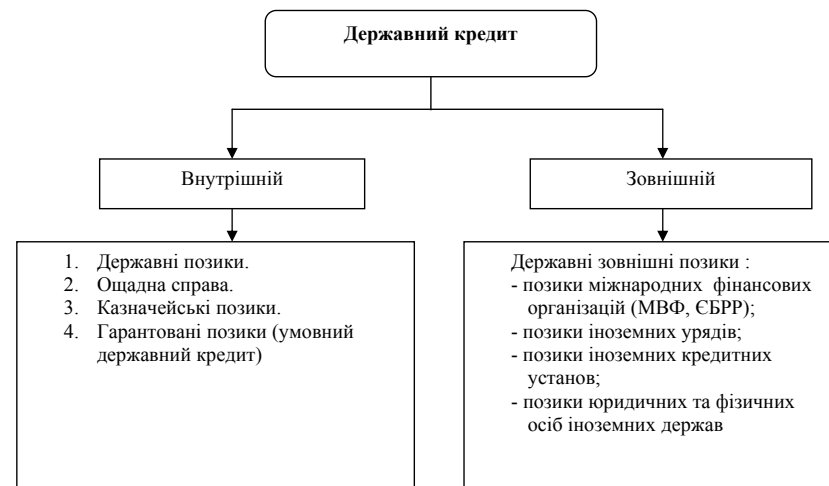 Державний кредит
Внутрішній
Зовнішній
1. Державні позики.
2. Ощадна справа.
3. Казначейські позики.
4. Гарантовані позики (умовний
державний кредит)
Державні зовнішні позики :
- позики міжнародних фінансових
організацій (МВФ, ЄБРР);
- позики іноземних урядів;
- позики іноземних кредитних
установ;
- позики юридичних та фізичних
осіб іноземних держав